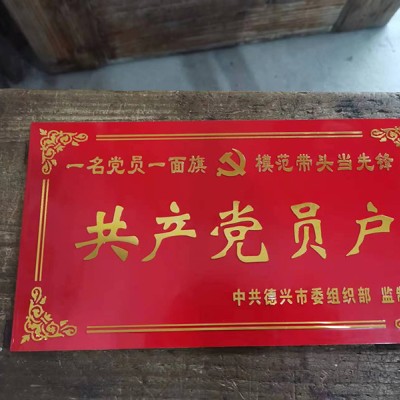 一名党员一面旗 模范带头当先锋
共产党员户
中共德兴市委组织部 监制